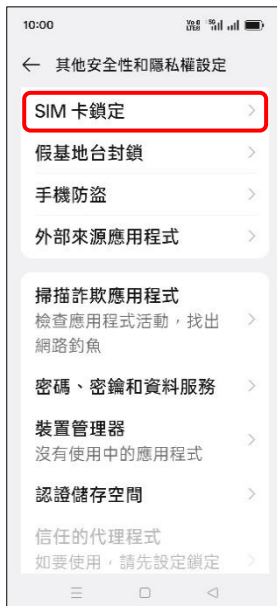 10:00
← 其他安全性和隱私權設定
SIM 卡鎖定
假基地台封鎖
手機防盜
外部來源應用程式
掃描詐欺應用程式
檢查應用程式活動，找出
網路釣魚
密碼、密鑰和資料服務
裝置管理器
沒有使用中的應用程式
認證儲存空間
信任的代理程式
如要使用，請先設定鎖定